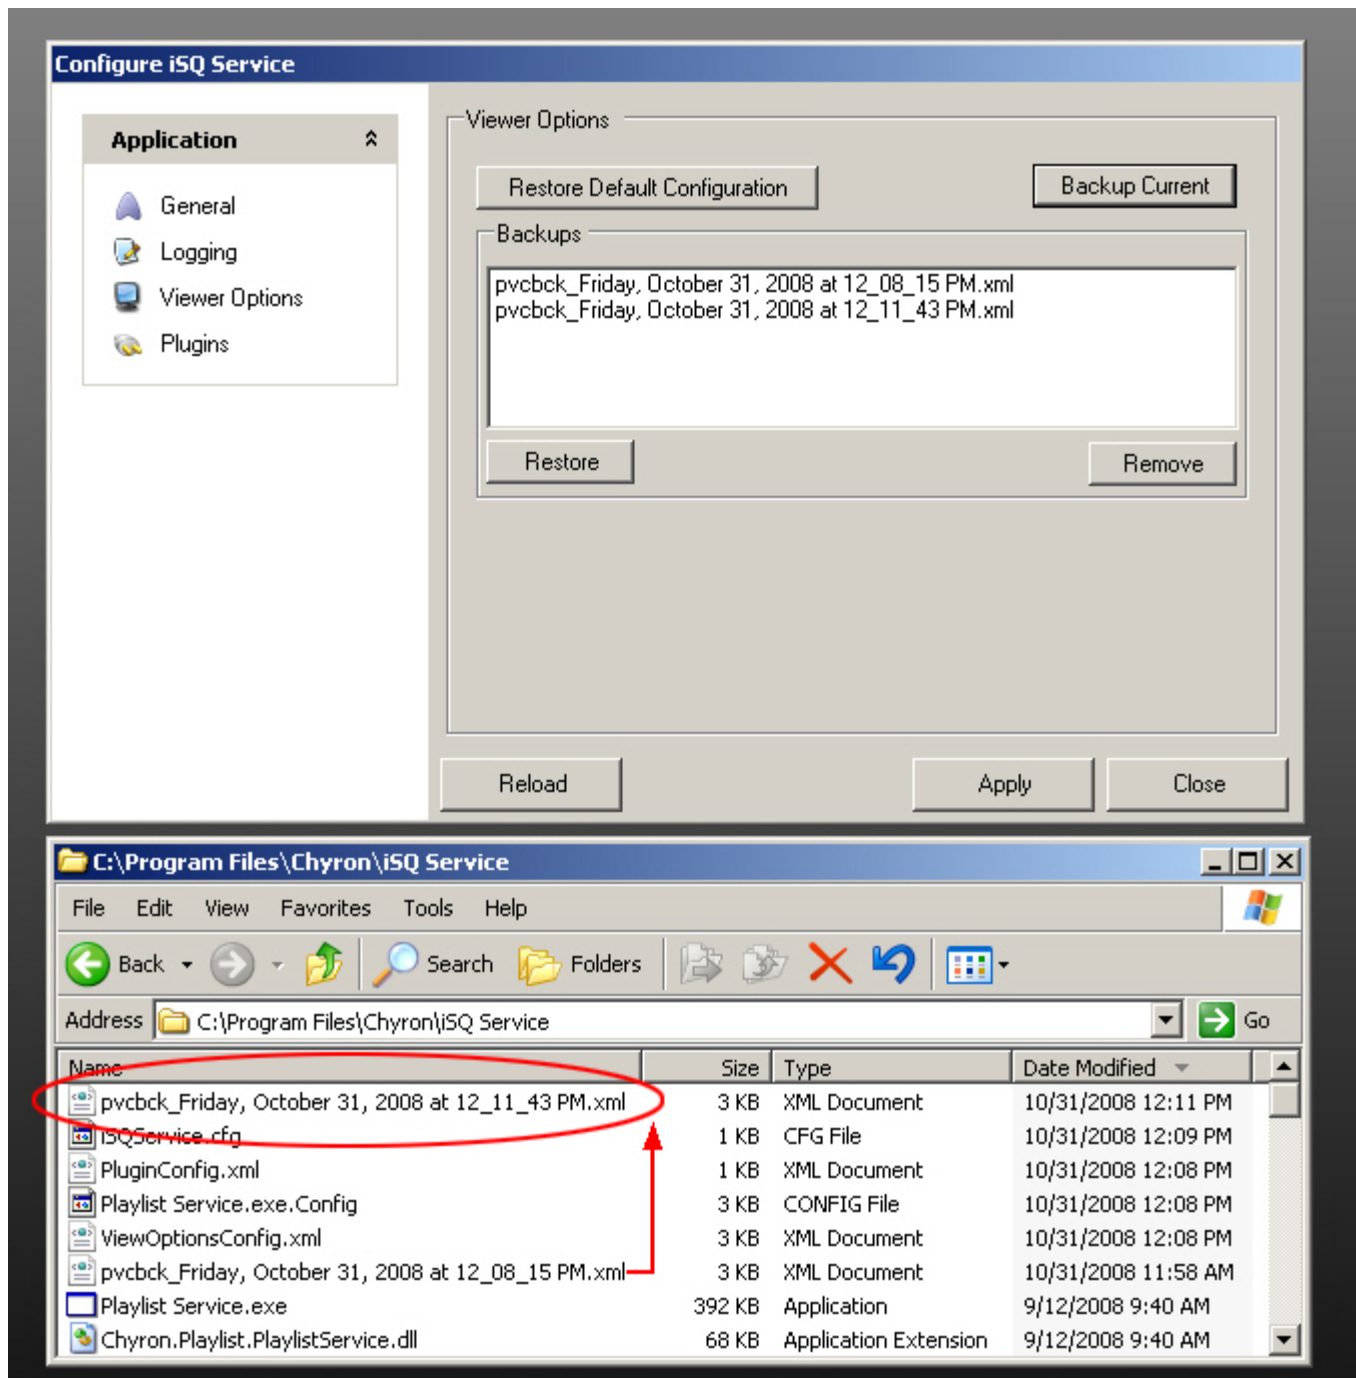 Configure iSQ Service
Application
General
Logging
Viewer Options
Plugins
Viewer Options
Restore Default Configuration
Backup Current
Backups
pvcbck_Friday, October 31, 2008 at 12_08_15 PM.xml
pvcbck_Friday, October 31, 2008 at 12_11_43 PM.xml
Restore
Remove
Reload
Apply
Close
C:\Program Files\Chyron\iSQ Service
File Edit View Favorites Tools Help
Back Search Folders
Address C:\Program Files\Chyron\iSQ Service Go
Name Size Type Date Modified
pvcbck_Friday, October 31, 2008 at 12_11_43 PM.xml 3 KB XML Document 10/31/2008 12:11 PM
iSQService.cfg 1 KB CFG File 10/31/2008 12:09 PM
PluginConfig.xml 1 KB XML Document 10/31/2008 12:08 PM
Playlist Service.exe.Config 3 KB CONFIG File 10/31/2008 12:08 PM
ViewOptionsConfig.xml 3 KB XML Document 10/31/2008 12:08 PM
pvcbck_Friday, October 31, 2008 at 12_08_15 PM.xml 3 KB XML Document 10/31/2008 11:58 AM
Playlist Service.exe 392 KB Application 9/12/2008 9:40 AM
Chyron.Playlist.PlaylistService.dll 68 KB Application Extension 9/12/2008 9:40 AM